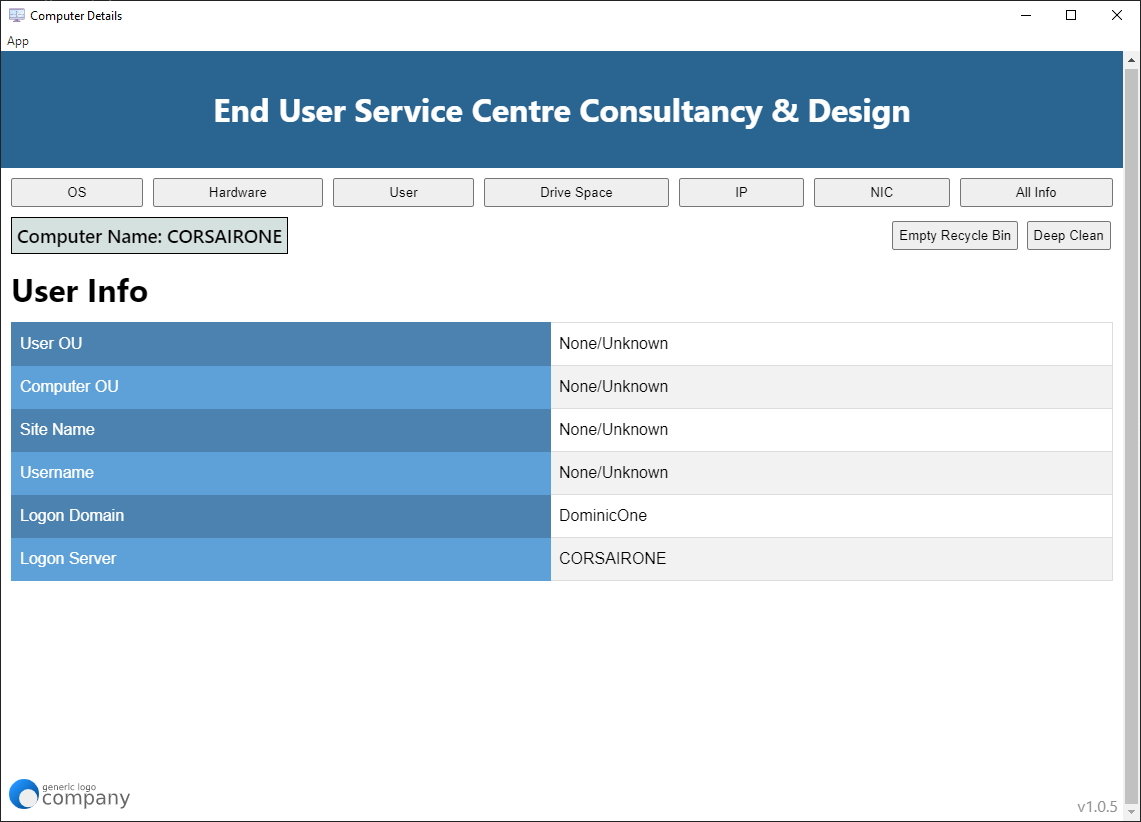 Computer Details
App
End User Service Centre Consultancy & Design
OS Hardware User Drive Space IP NIC All Info
Computer Name: CORSAIRONE Empty Recycle Bin Deep Clean
User Info
User OU None/Unknown
Computer OU None/Unknown
Site Name None/Unknown
Username None/Unknown
Logon Domain DominicOne
Logon Server CORSAIRONE
generic logo
company
v1.0.5